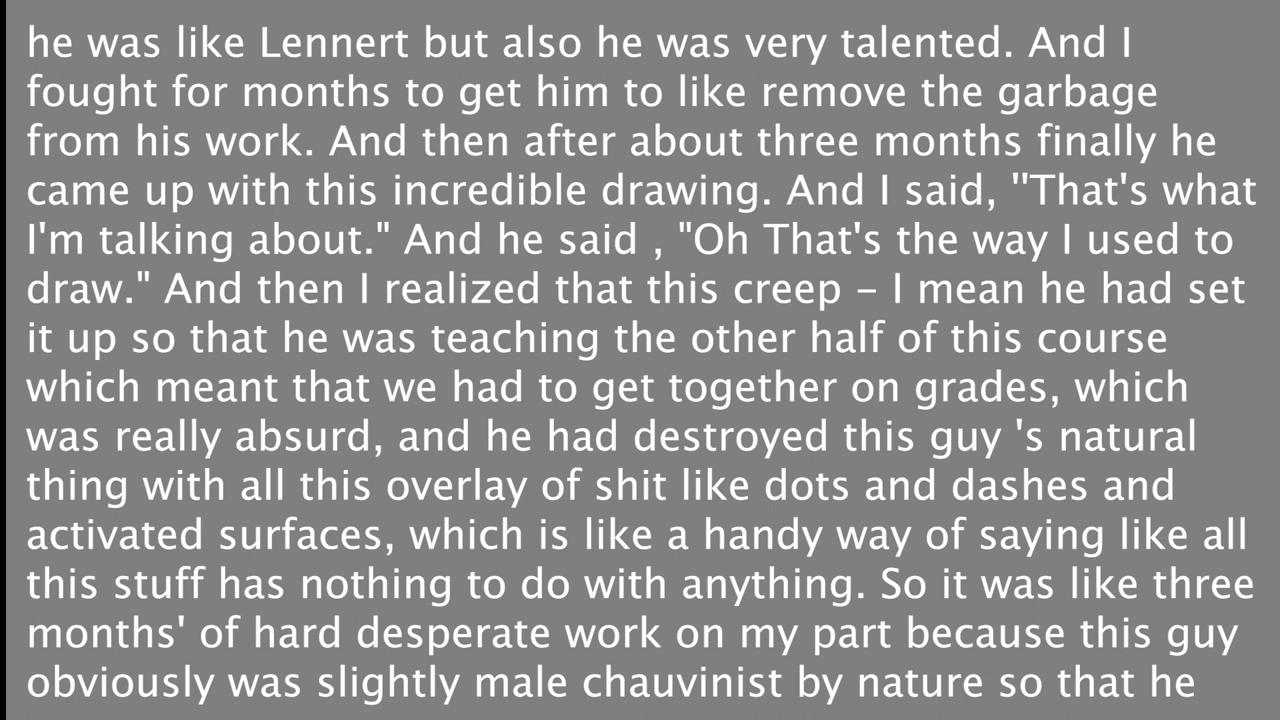 he was like Lennert but also he was very talented. And I
fought for months to get him to like remove the garbage
from his work. And then after about three months finally he
came up with this incredible drawing. And I said, ''That's what
I'm talking about." And he said , "Oh That's the way I used to
draw." And then I realized that this creep – I mean he had set
it up so that he was teaching the other half of this course
which meant that we had to get together on grades, which
was really absurd, and he had destroyed this guy 's natural
thing with all this overlay of shit like dots and dashes and
activated surfaces, which is like a handy way of saying like all
this stuff has nothing to do with anything. So it was like three
months' of hard desperate work on my part because this guy
obviously was slightly male chauvinist by nature so that he